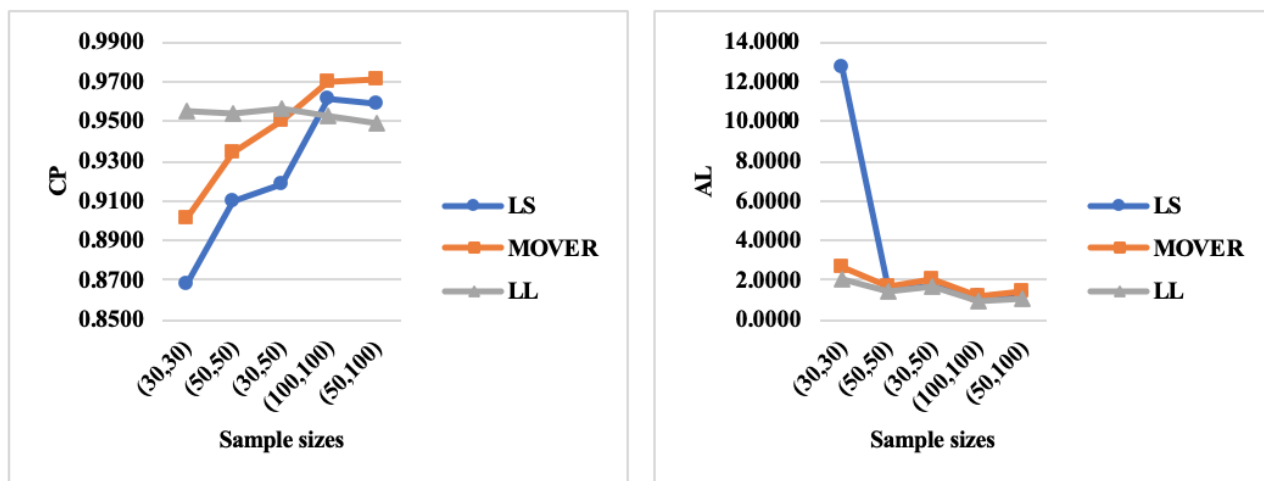 0.9900
0.9700
0.9500
0.9300
0.9100
0.8900
0.8700
0.8500
CP
(30,30)
(50,50)
(30,50)
(100,100)
(50,100)
Sample sizes
LS
MOVER
LL
14.0000
12.0000
10.0000
8.0000
6.0000
4.0000
2.0000
0.0000
AL
(30,30)
(50,50)
(30,50)
(100,100)
(50,100)
Sample sizes
LS
MOVER
LL